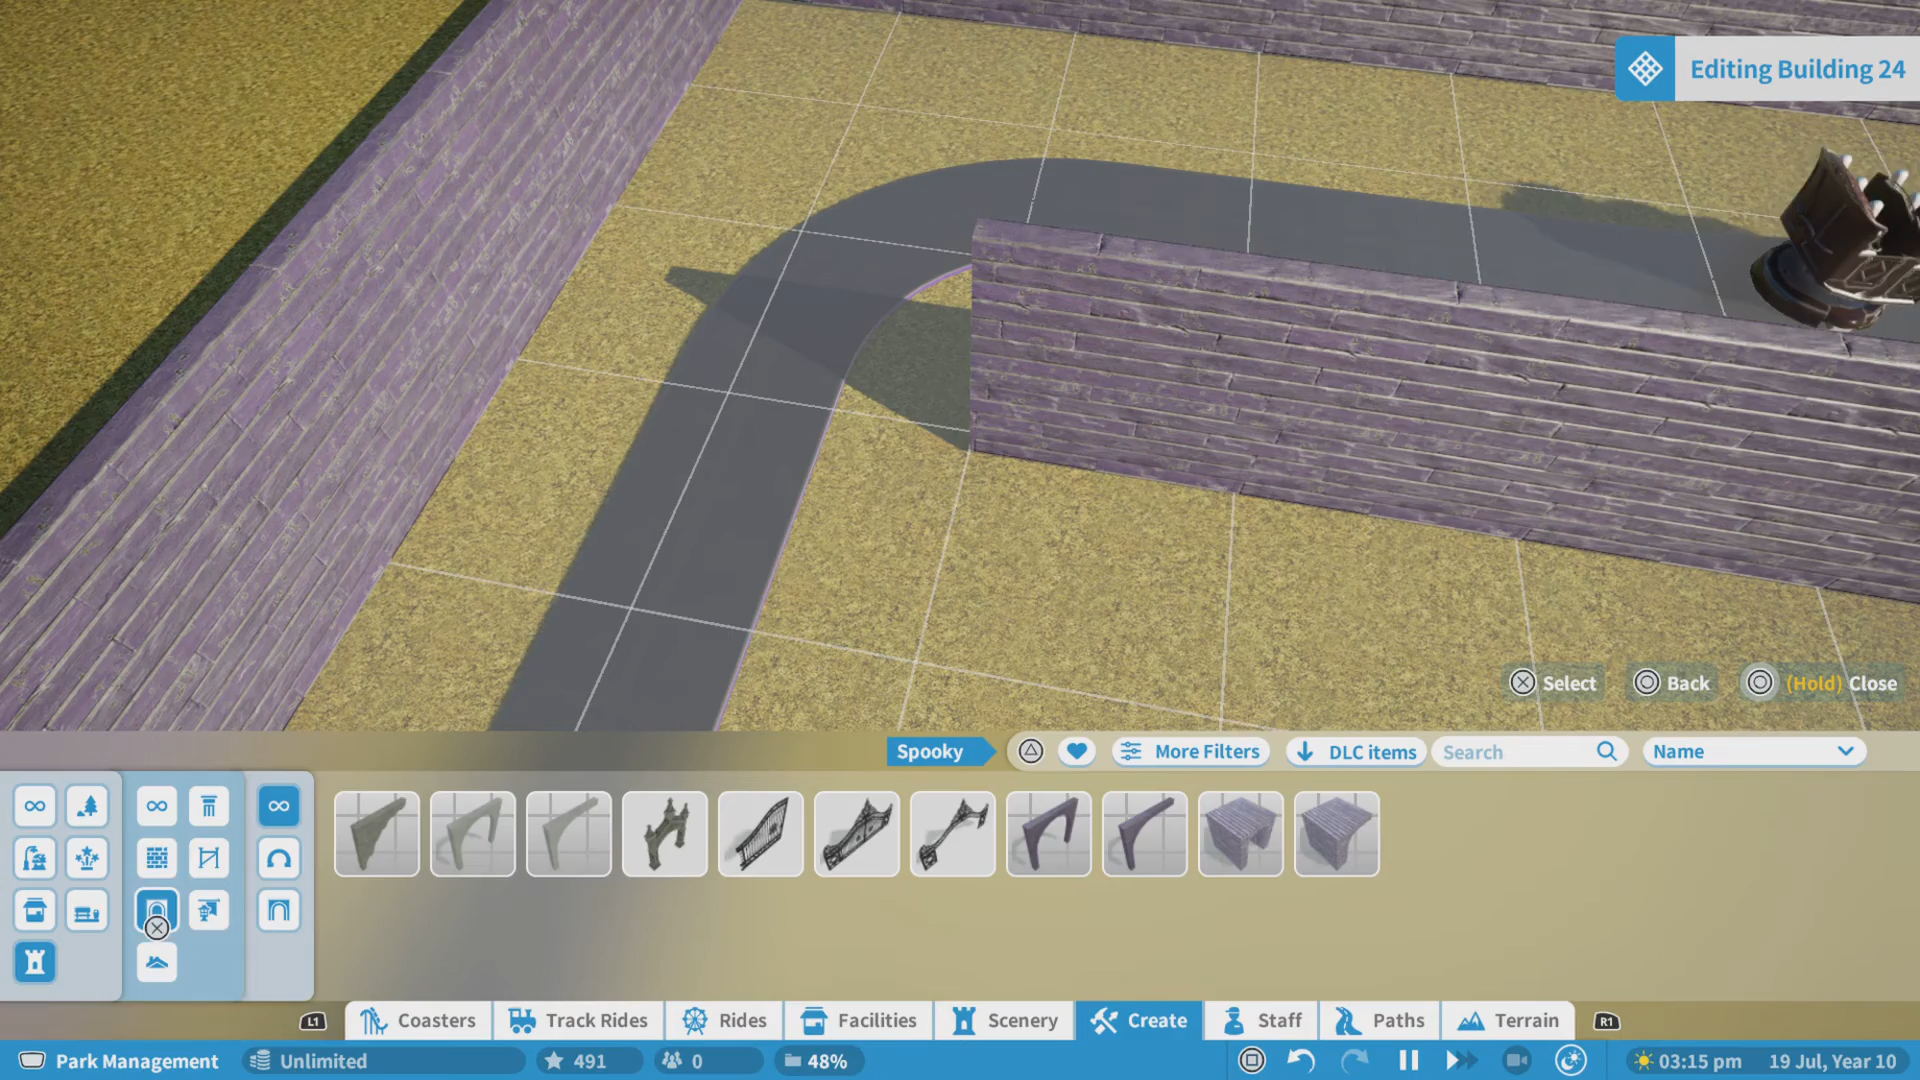 Editing Building 24
Select
Back
(Hold) Close
Spooky
More Filters
DLC items
Search
Name
L1
Coasters
Track Rides
Rides
Facilities
Scenery
Create
Staff
Paths
Terrain
R1
Park Management
Unlimited
491
0
48%
03:15 pm
19 Jul, Year 10